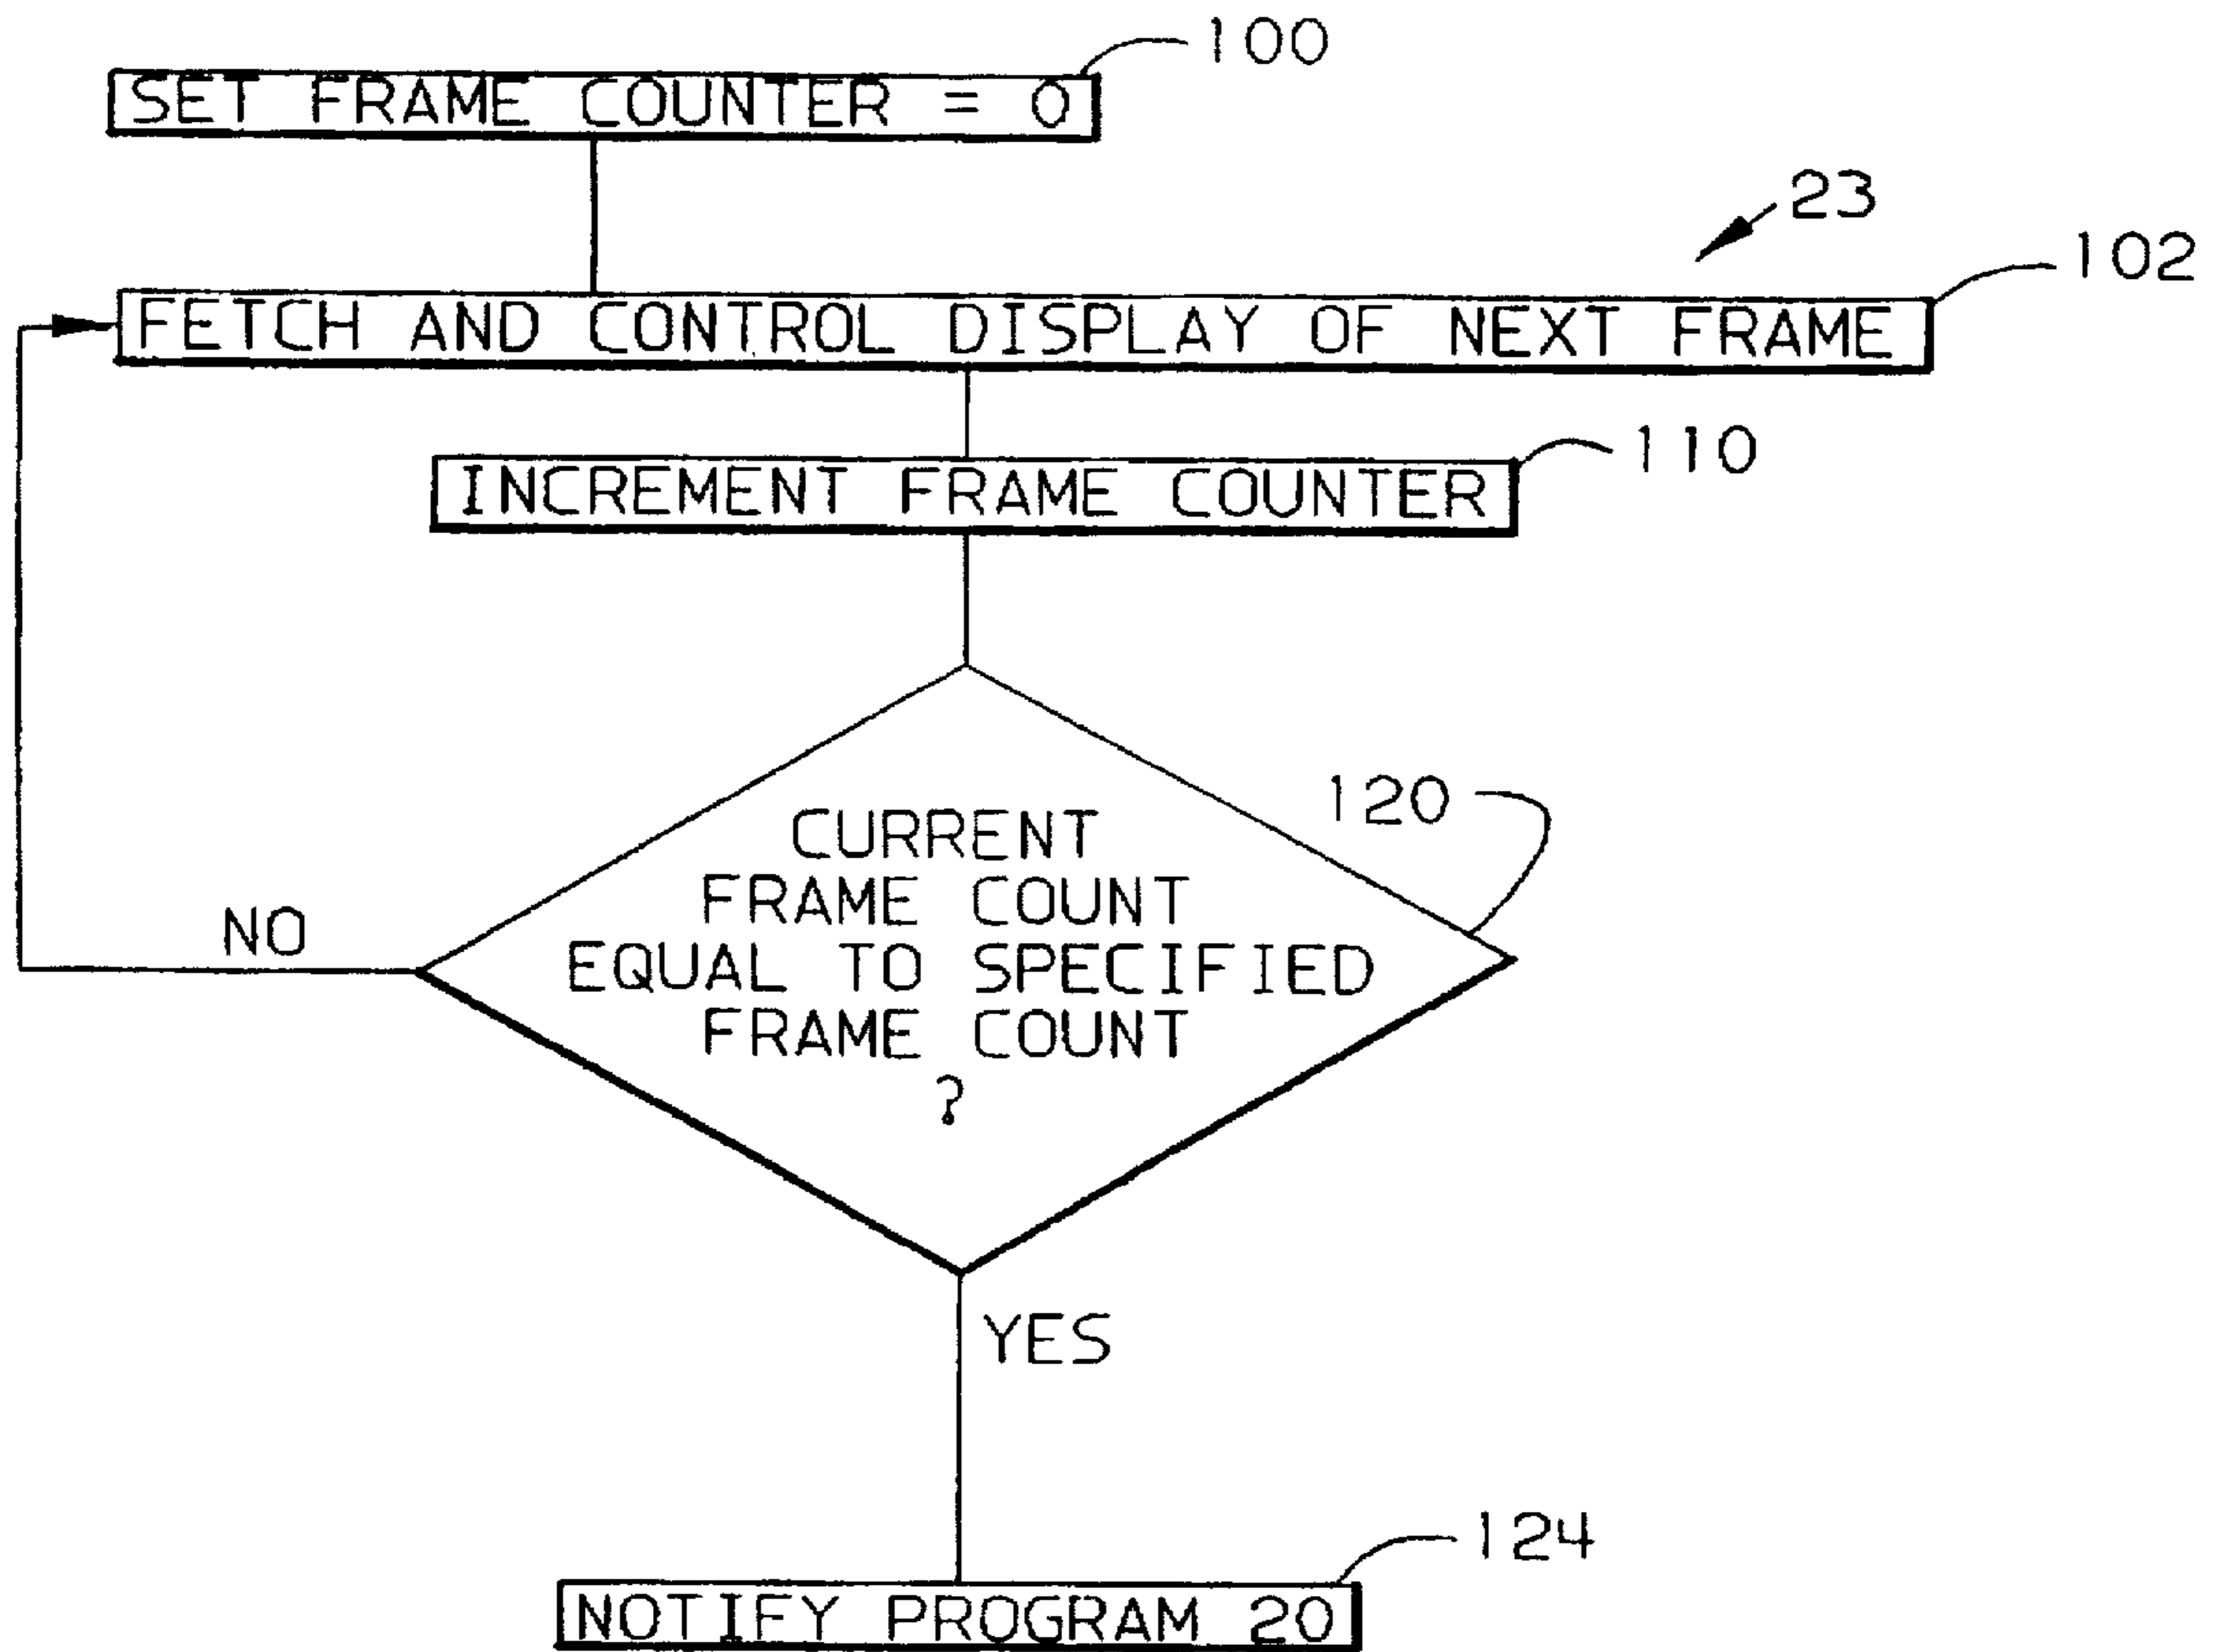 100
SET FRAME COUNTER = 0
23
102
FETCH AND CONTROL DISPLAY OF NEXT FRAME
110
INCREMENT FRAME COUNTER
120
CURRENT
FRAME COUNT
EQUAL TO SPECIFIED
FRAME COUNT
?
NO
YES
124
NOTIFY PROGRAM 20